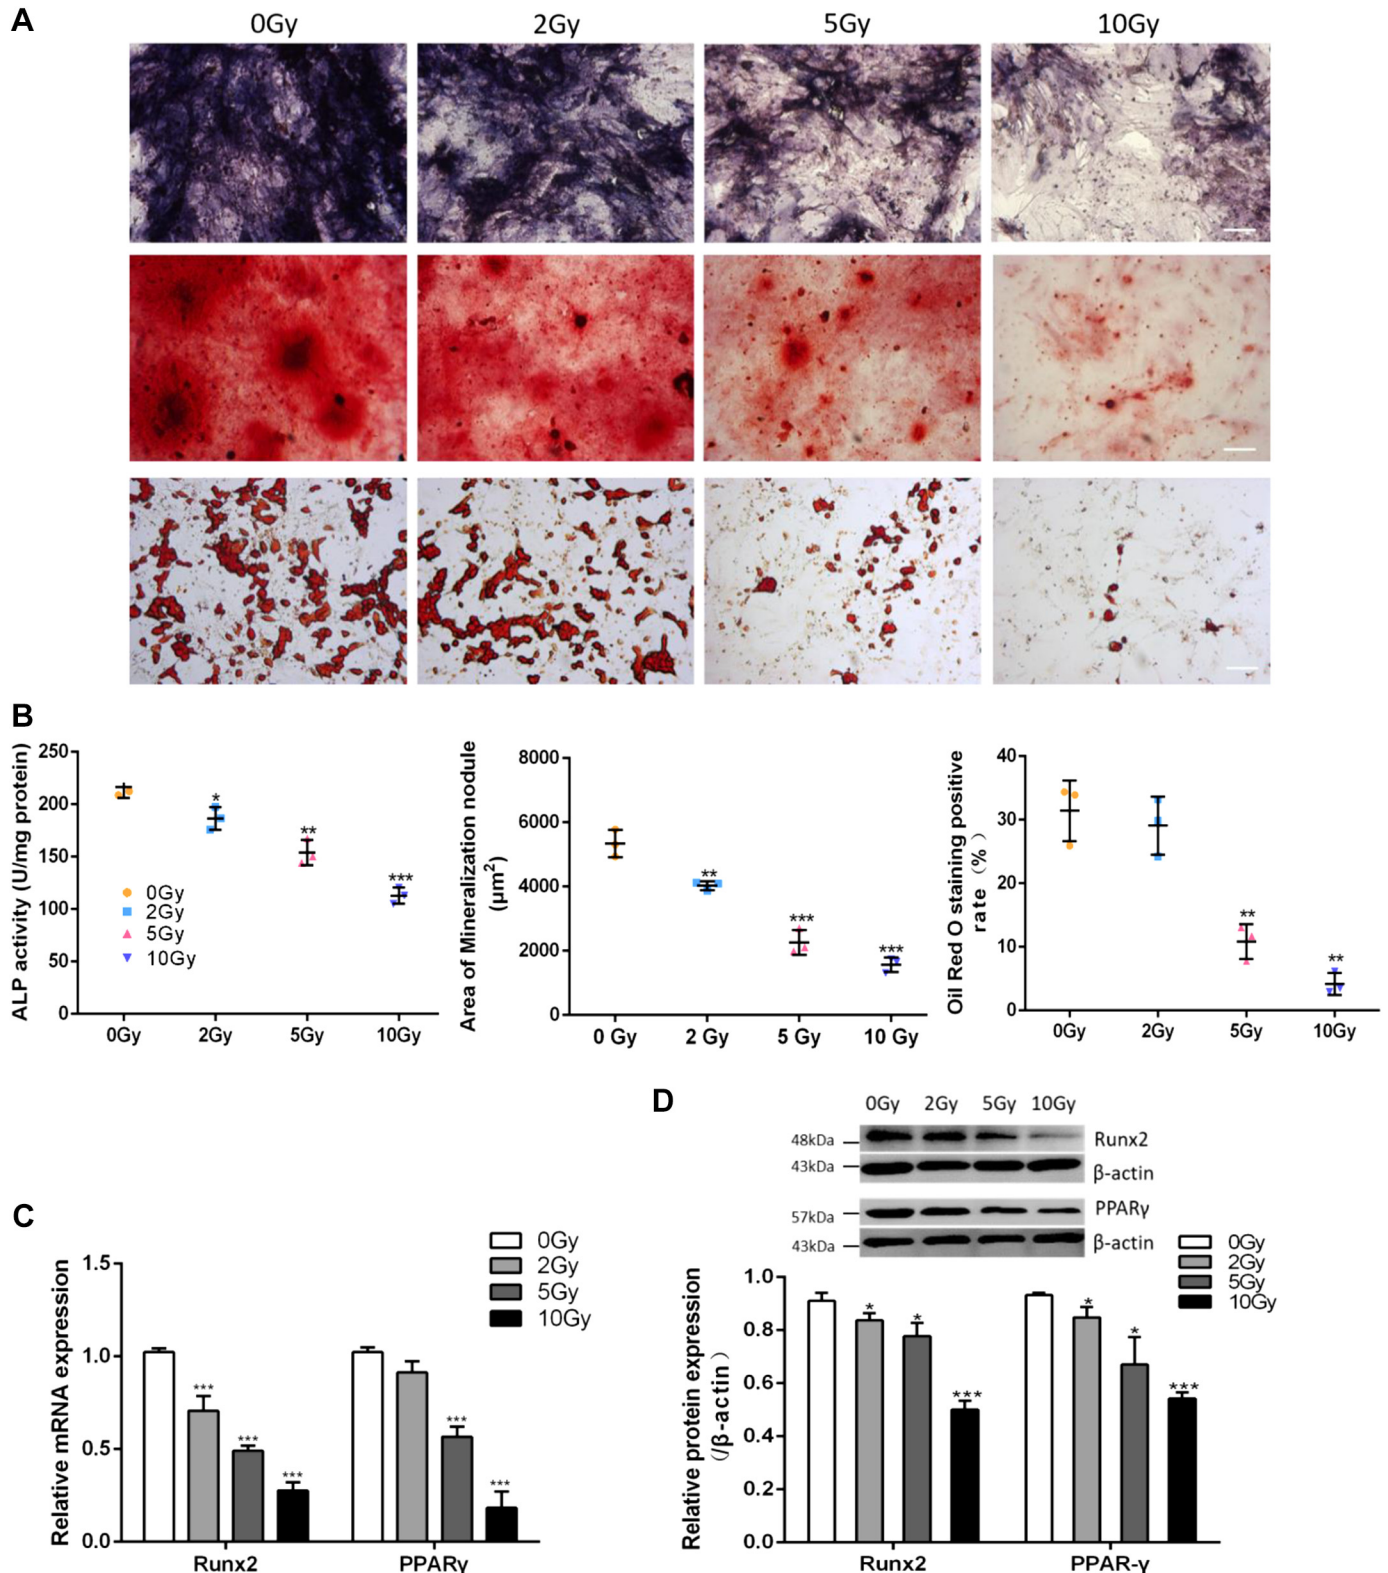 A
0Gy 2Gy 5Gy 10Gy
B
ALP activity (U/mg protein)
250
200
150
100
50
0
0Gy
2Gy
5Gy
10Gy
*
**
***
0Gy 2Gy 5Gy 10Gy
Area of Mineralization nodule
(μm²)
8000
6000
4000
2000
0
**
***
***
0 Gy 2 Gy 5 Gy 10 Gy
Oil Red O staining positive
rate (%)
40
30
20
10
0
**
**
0Gy 2Gy 5Gy 10Gy
C
Relative mRNA expression
1.5
1.0
0.5
0.0
0Gy
2Gy
5Gy
10Gy
***
***
***
***
***
Runx2 PPARγ
D
0Gy 2Gy 5Gy 10Gy
48kDa Runx2
43kDa β-actin
57kDa PPARγ
43kDa β-actin
0Gy
2Gy
5Gy
10Gy
Relative protein expression
(/β-actin)
1.0
0.8
0.6
0.4
0.2
0.0
*
*
***
*
*
***
Runx2 PPAR-γ